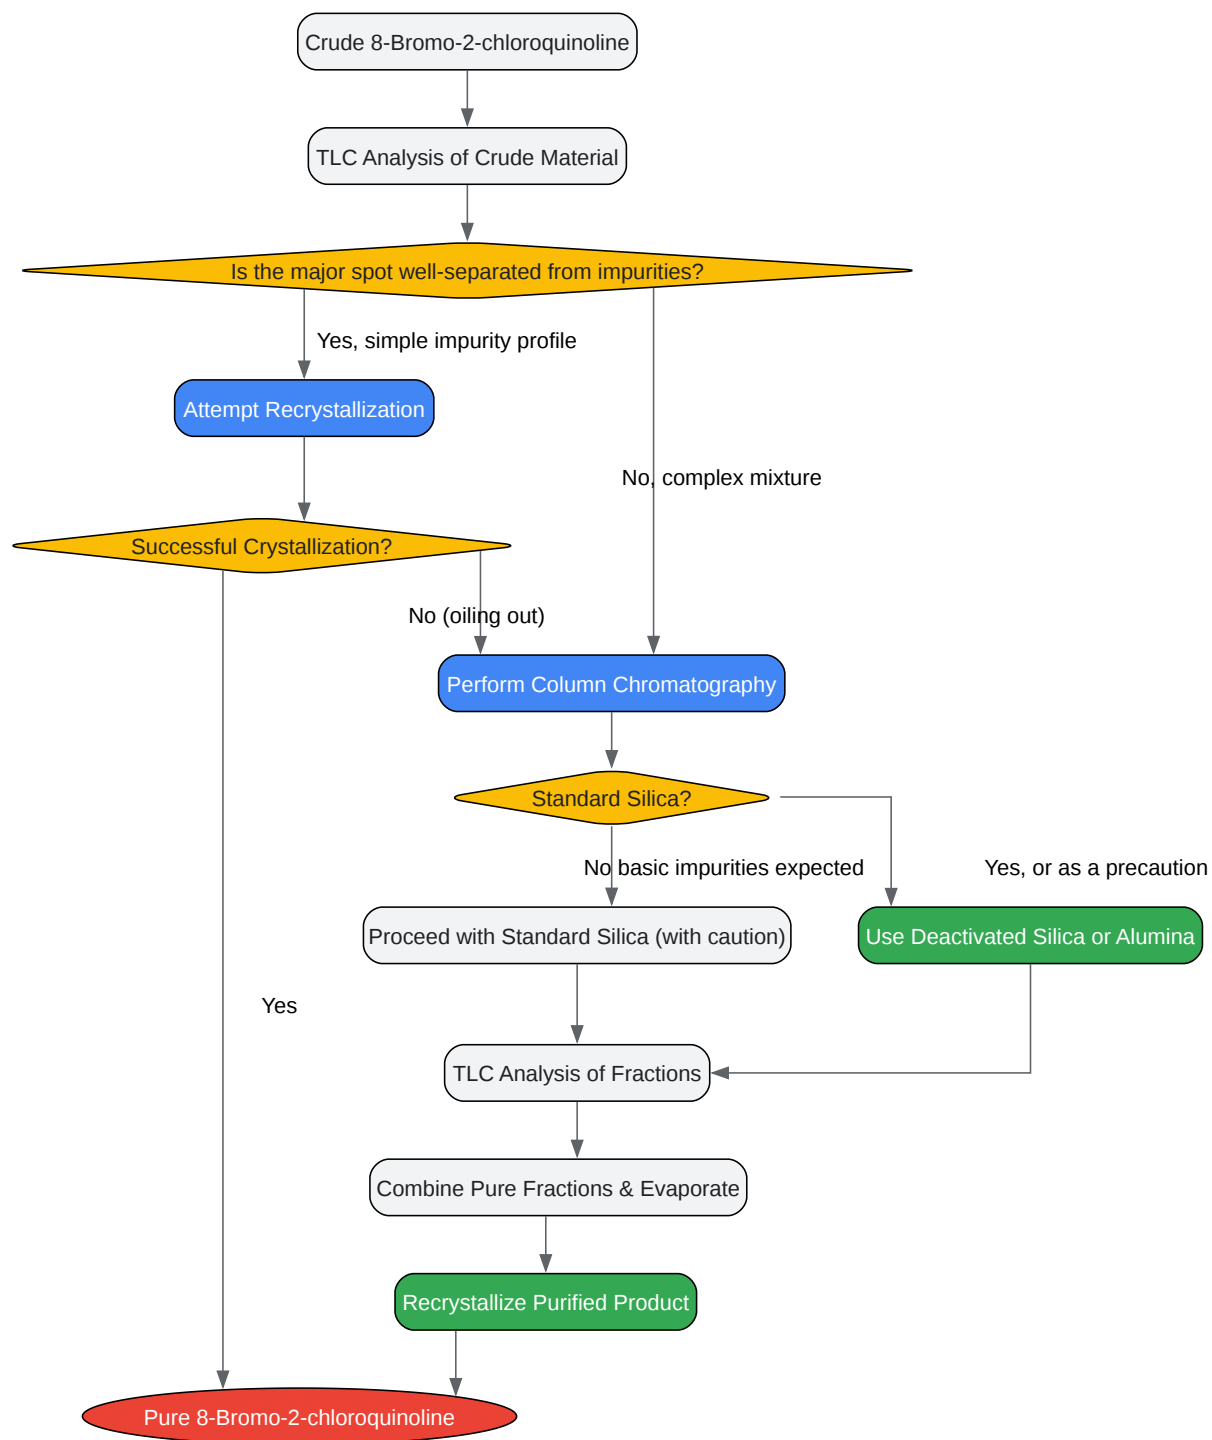 Crude 8-Bromo-2-chloroquinoline
TLC Analysis of Crude Material
Is the major spot well-separated from impurities?
Yes, simple impurity profile
Attempt Recrystallization
No, complex mixture
Successful Crystallization?
No (oiling out)
Perform Column Chromatography
Standard Silica?
No basic impurities expected
Yes, or as a precaution
Proceed with Standard Silica (with caution)
Use Deactivated Silica or Alumina
Yes
TLC Analysis of Fractions
Combine Pure Fractions & Evaporate
Recrystallize Purified Product
Pure 8-Bromo-2-chloroquinoline